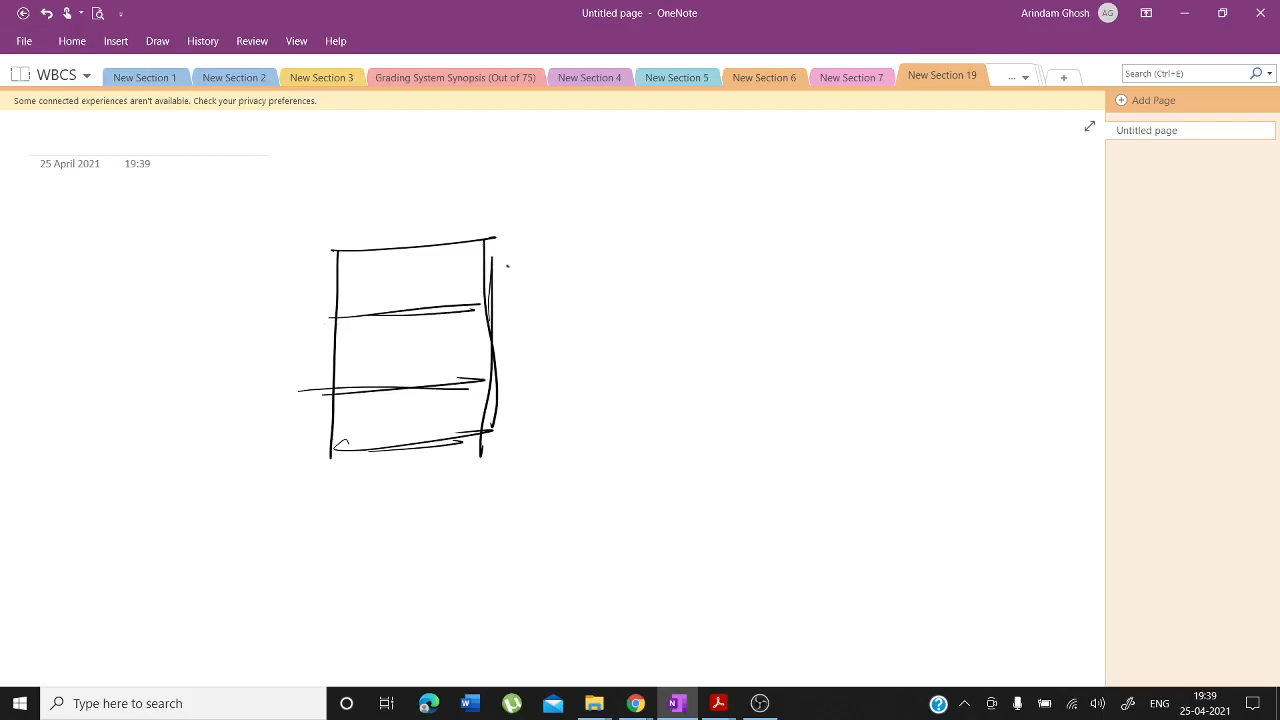 Untitled page - OneNote
Arindam Ghosh AG
File Home Insert Draw History Review View Help
WBCS New Section 1 New Section 2 New Section 3 Grading System Synopsis (Out of 75) New Section 4 New Section 5 New Section 6 New Section 7 New Section 19 ... Search (Ctrl+E)
Some connected experiences aren't available. Check your privacy preferences.
Add Page
Untitled page
25 April 2021 19:39
Type here to search
ENG
19:39
25-04-2021